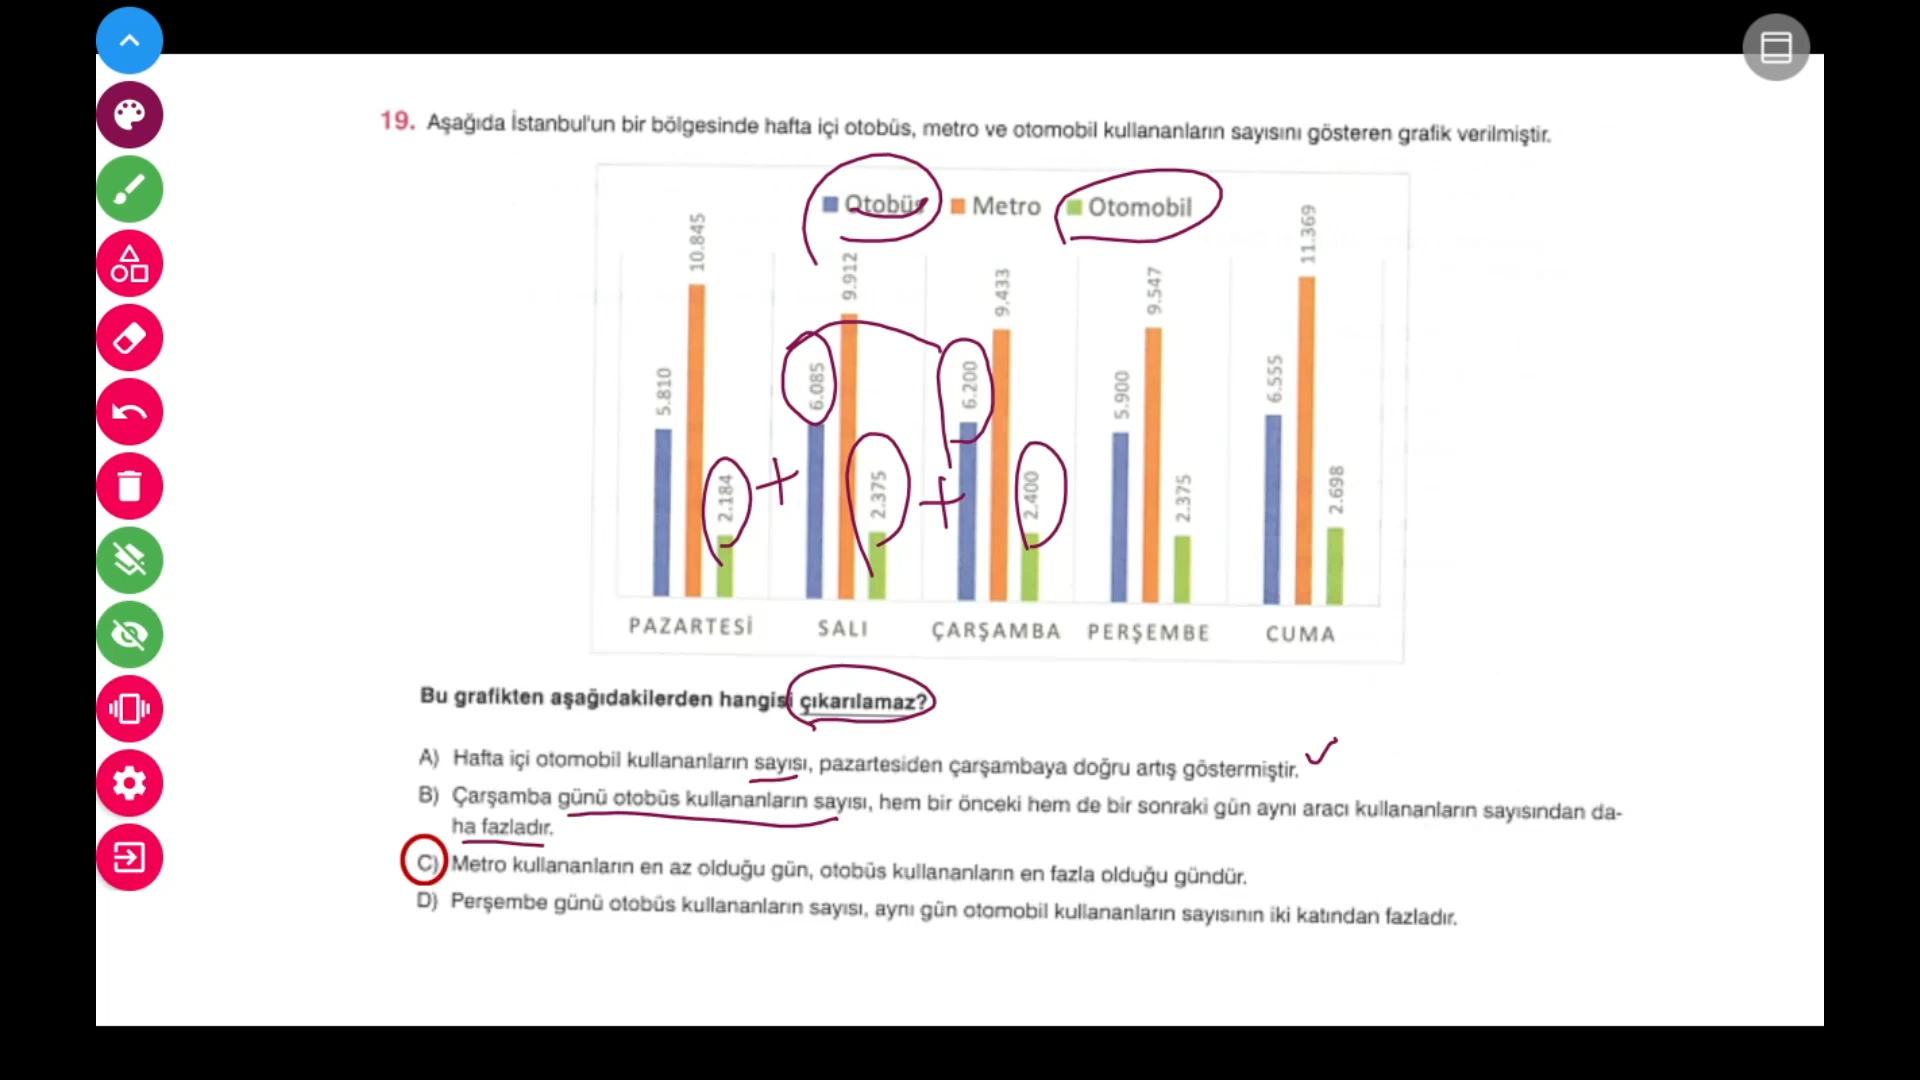 19. Aşağıda İstanbul'un bir bölgesinde hafta içi otobüs, metro ve otomobil kullananların sayısını gösteren grafik verilmiştir.
Otobüs Metro Otomobil
5.810 10.845 2.184 6.085 9.912 2.375 6.200 9.433 2.400 5.900 9.547 2.375 6.555 11.369 2.698
PAZARTESİ SALI ÇARŞAMBA PERŞEMBE CUMA
Bu grafikten aşağıdakilerden hangisi çıkarılamaz?
A) Hafta içi otomobil kullananların sayısı, pazartesiden çarşambaya doğru artış göstermiştir.
B) Çarşamba günü otobüs kullananların sayısı, hem bir önceki hem de bir sonraki gün aynı aracı kullananların sayısından da-
ha fazladır.
C) Metro kullananların en az olduğu gün, otobüs kullananların en fazla olduğu gündür.
D) Perşembe günü otobüs kullananların sayısı, aynı gün otomobil kullananların sayısının iki katından fazladır.